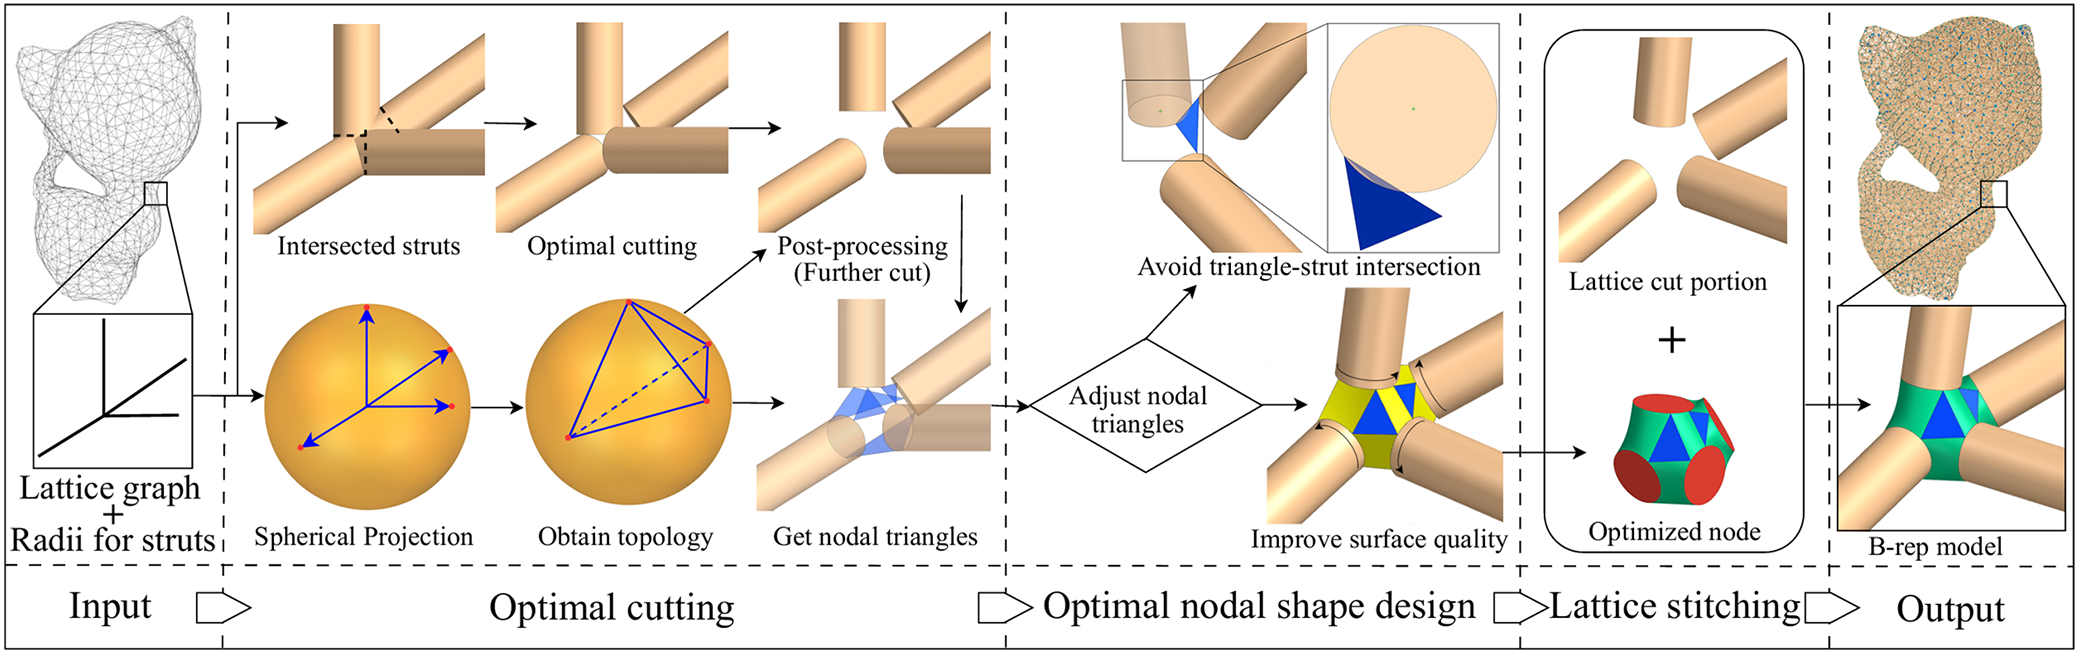 Lattice graph
+
Radii for struts
Intersected struts
Optimal cutting
Post-processing
(Further cut)
Spherical Projection
Obtain topology
Get nodal triangles
Avoid triangle-strut intersection
Adjust nodal
triangles
Improve surface quality
Lattice cut portion
+
Optimized node
B-rep model
Input
Optimal cutting
Optimal nodal shape design
Lattice stitching
Output